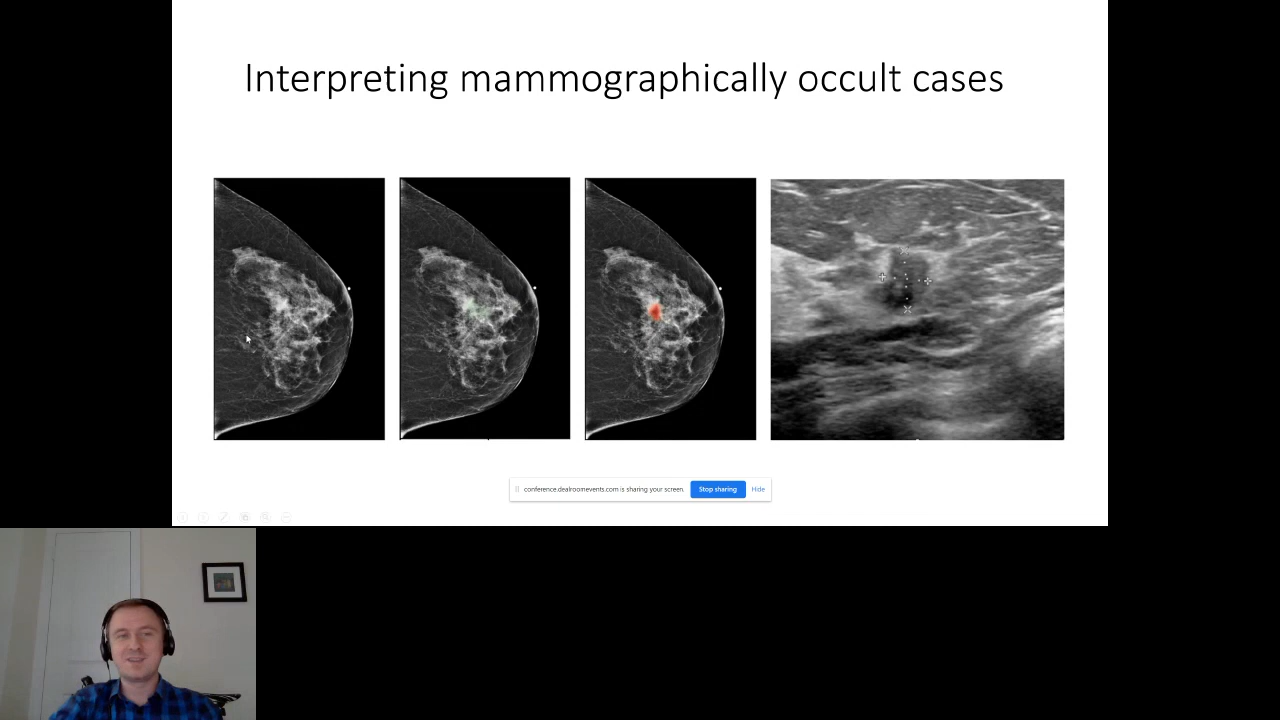 Interpreting mammographically occult cases
conference.dealroomevents.com is sharing your screen. Stop sharing Hide